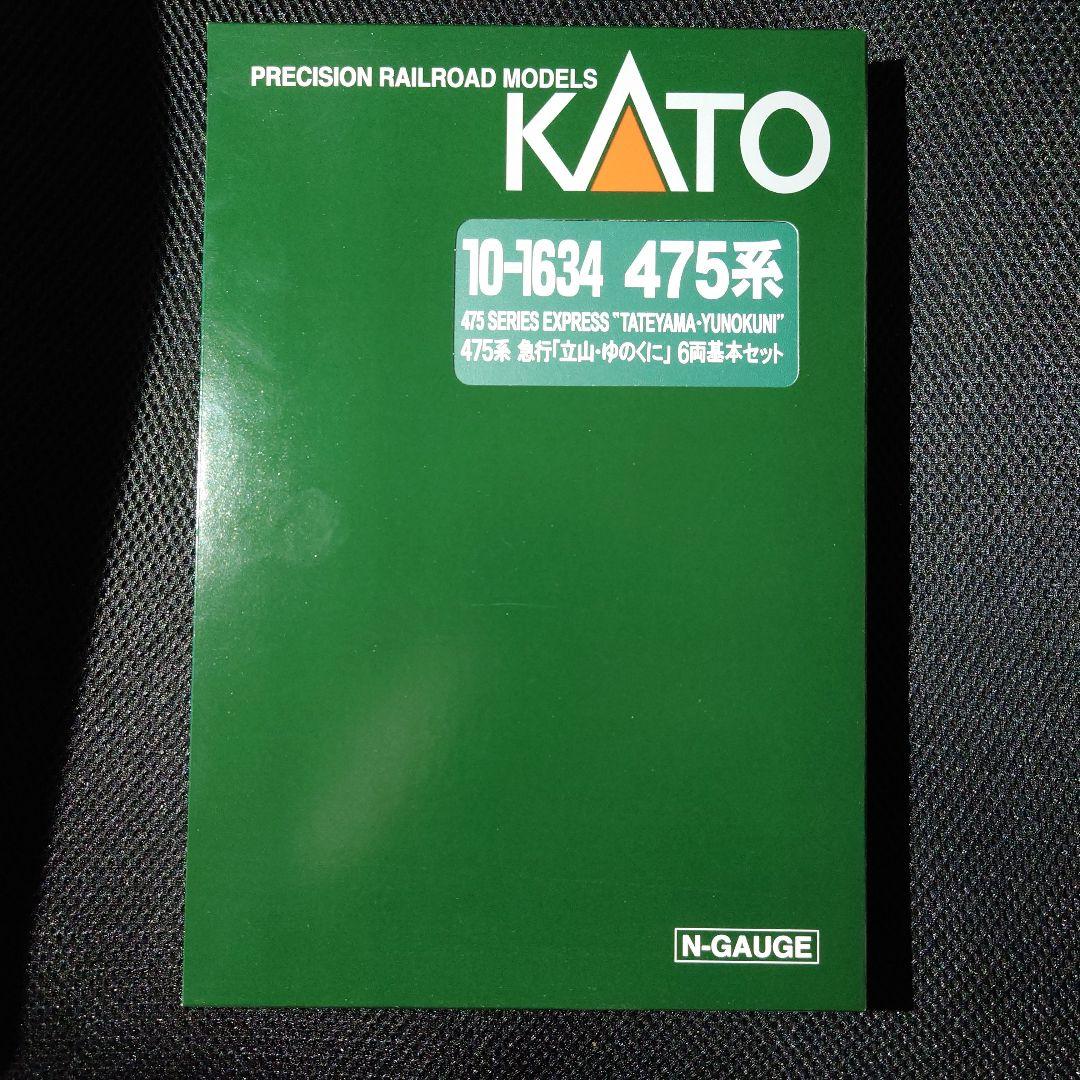 PRECISION RAILROAD MODELS
KATO
10-1634 475系
475 SERIES EXPRESS "TATEYAMA・YUNOKUNI"
475系 急行「立山・ゆのくに」 6両基本セット
N-GAUGE